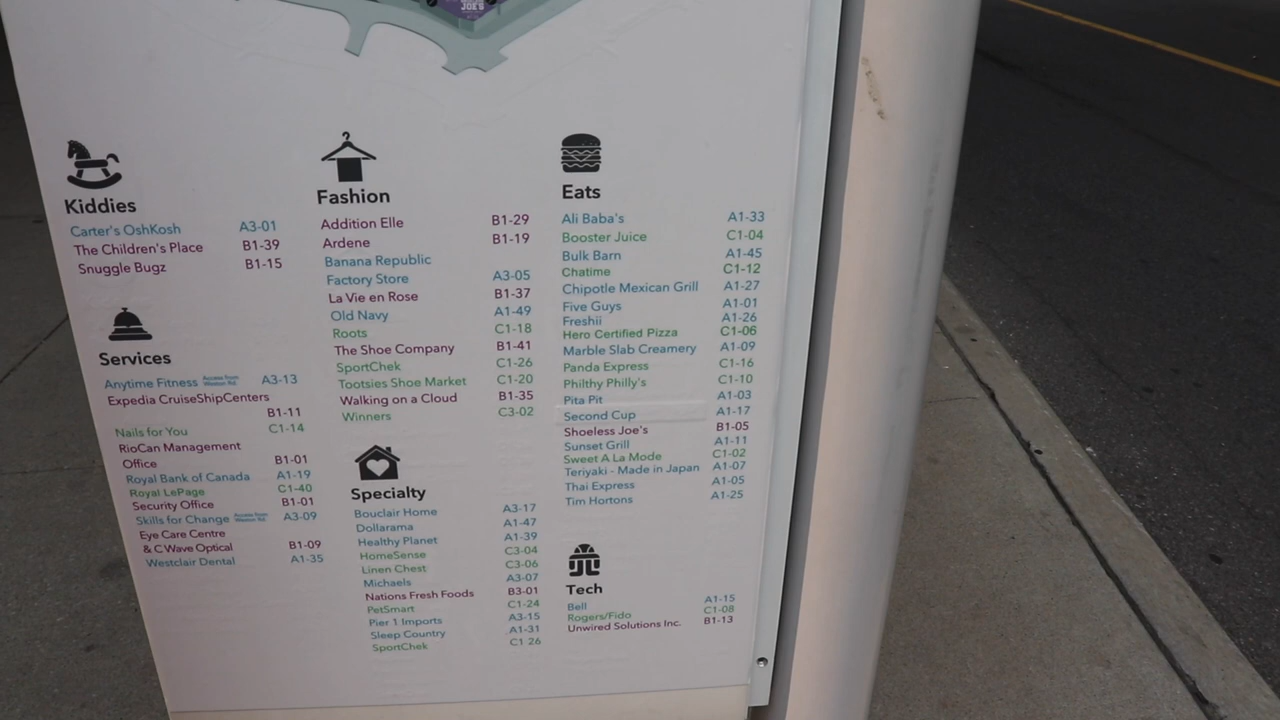 JOE'S
Kiddies
Carter's OshKosh A3-01
The Children's Place B1-39
Snuggle Bugz B1-15
Services
Anytime Fitness Access from Weston Rd. A3-13
Expedia CruiseShipCenters
B1-11
Nails for You C1-14
RioCan Management
Office B1-01
Royal Bank of Canada A1-19
Royal LePage C1-40
Security Office B1-01
Skills for Change Access from Weston Rd. A3-09
Eye Care Centre
& C Wave Optical B1-09
Westclair Dental A1-35
Fashion
Addition Elle B1-29
Ardene B1-19
Banana Republic
Factory Store A3-05
La Vie en Rose B1-37
Old Navy A1-49
Roots C1-18
The Shoe Company B1-41
SportChek C1-26
Tootsies Shoe Market C1-20
Walking on a Cloud B1-35
Winners C3-02
Specialty
Bouclair Home A3-17
Dollarama A1-47
Healthy Planet A1-39
HomeSense C3-04
Linen Chest C3-06
Michaels A3-07
Nations Fresh Foods B3-01
PetSmart C1-24
Pier 1 Imports A3-15
Sleep Country A1-31
SportChek C1 26
Eats
Ali Baba's A1-33
Booster Juice C1-04
Bulk Barn A1-45
Chatime C1-12
Chipotle Mexican Grill A1-27
Five Guys A1-01
Freshii A1-26
Hero Certified Pizza C1-06
Marble Slab Creamery A1-09
Panda Express C1-16
Philthy Philly's C1-10
Pita Pit A1-03
Second Cup A1-17
Shoeless Joe's B1-05
Sunset Grill A1-11
Sweet A La Mode C1-02
Teriyaki - Made in Japan A1-07
Thai Express A1-05
Tim Hortons A1-25
Tech
Bell A1-15
Rogers/Fido C1-08
Unwired Solutions Inc. B1-13